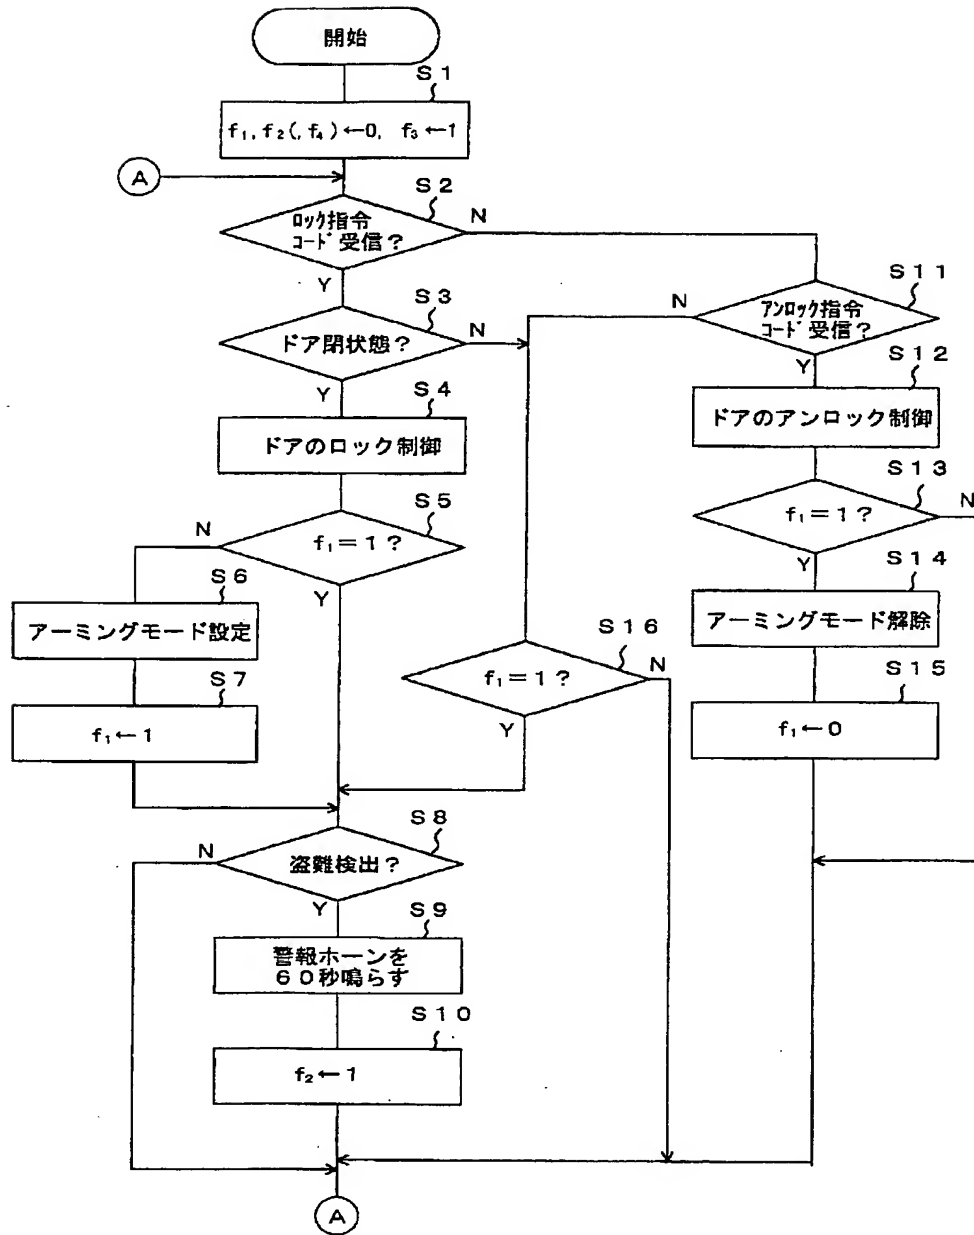 開始
S1
f₁, f₂(, f₄)←0, f₃←1
A
S2
ロック指令
コード受信?
N
Y
S11
アンロック指令
コード受信?
N
Y
S3
ドア閉状態?
N
Y
S12
ドアのアンロック制御
S4
ドアのロック制御
S13
f₁=1?
N
Y
S5
f₁=1?
N
Y
S14
アーミングモード解除
S6
アーミングモード設定
S16
f₁=1?
N
Y
S15
f₁←0
S7
f₁←1
S8
盗難検出?
N
Y
S9
警報ホーンを
60秒鳴らす
S10
f₂←1
A